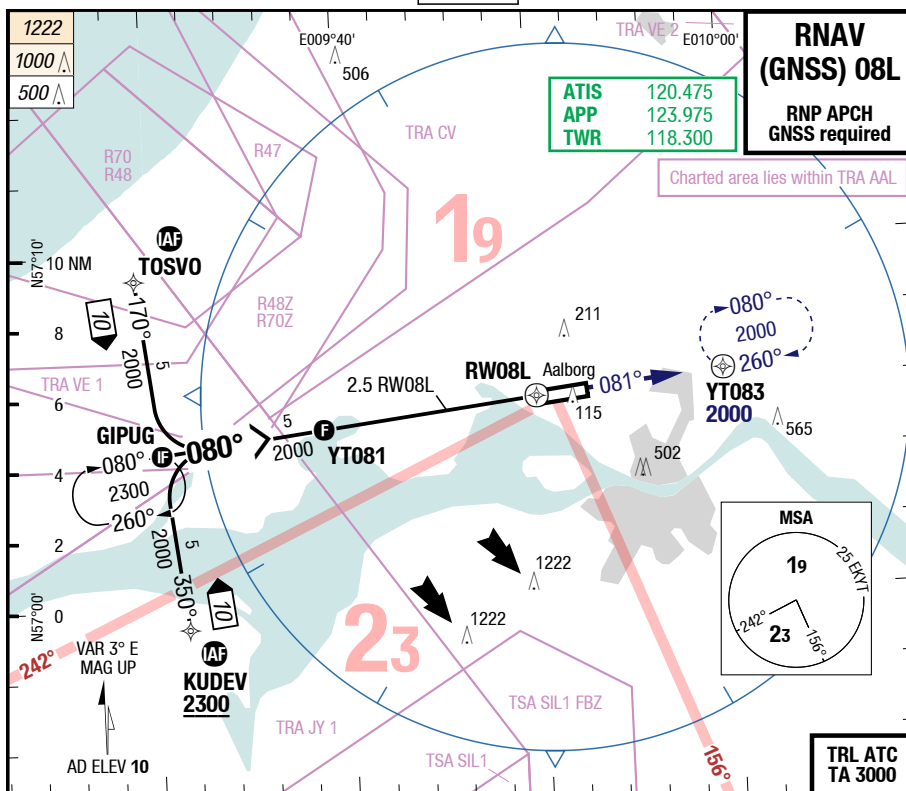 1222
1000
500
E009°40'
506
TRA VE 2
E010°00'
RNAV
(GNSS) 08L
RNP APCH
GNSS required
ATIS 120.475
APP 123.975
TWR 118.300
Charted area lies within TRA AAL
TRA CV
R70
R48
R47
19
N57°10'
10 NM
IAF
TOSVO
10
170°
2000
5
R48Z
R70Z
8
TRA VE 1
6
GIPUG
IF
080°
5
2000
F
YT081
2.5 RW08L
RW08L
Aalborg
211
115
081°
080°
2000
260°
YT083
2000
565
502
4
080°
2300
260°
2
2000
5
350°
10
N57°00'
0
IAF
KUDEV
2300
242°
VAR 3° E
MAG UP
AD ELEV 10
1222
1222
23
TRA JY 1
TSA SIL1 FBZ
TSA SIL1
156°
MSA
19
25 EKYT
242°
23
156°
TRL ATC
TA 3000